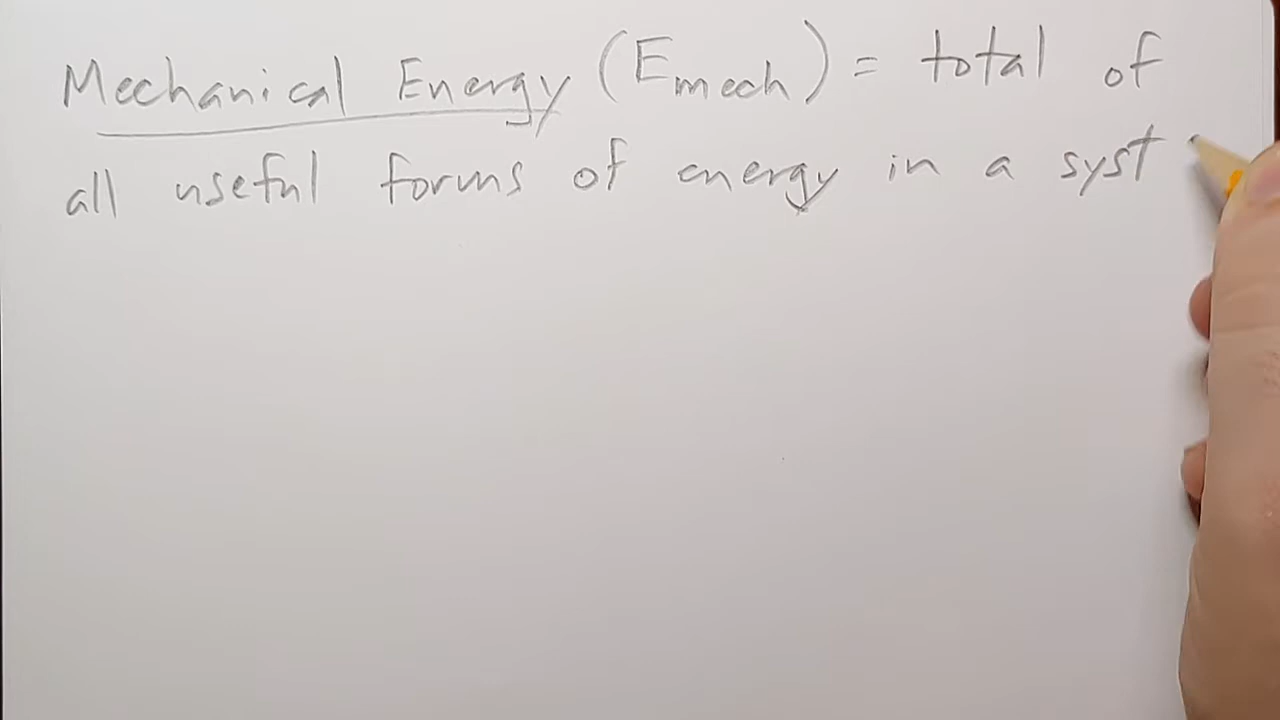 Mechanical Energy (Emech) = total of
all useful forms of energy in a syst